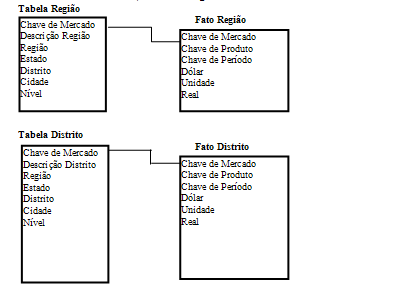 Tabela Região
Chave de Mercado
Descrição Região
Região
Estado
Distrito
Cidade
Nível
Fato Região
Chave de Mercado
Chave de Produto
Chave de Período
Dólar
Unidade
Real
Tabela Distrito
Chave de Mercado
Descrição Distrito
Região
Estado
Distrito
Cidade
Nível
Fato Distrito
Chave de Mercado
Chave de Produto
Chave de Período
Dólar
Unidade
Real